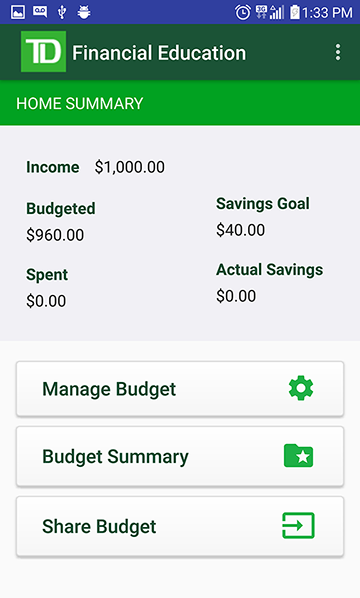 3G 1:33 PM
TD Financial Education
HOME SUMMARY
Income $1,000.00
Budgeted
$960.00
Savings Goal
$40.00
Spent
$0.00
Actual Savings
$0.00
Manage Budget
Budget Summary
Share Budget